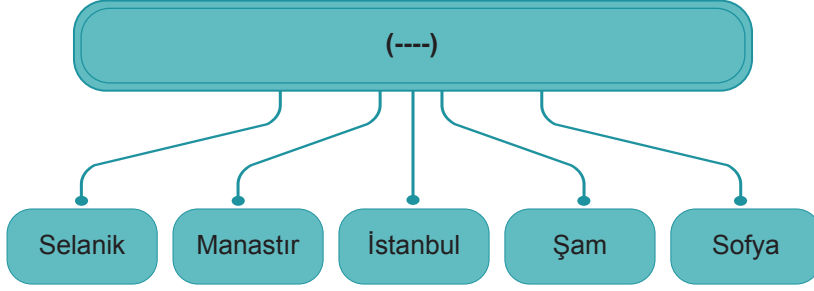 (----)
Selanik
Manastır
İstanbul
Şam
Sofya